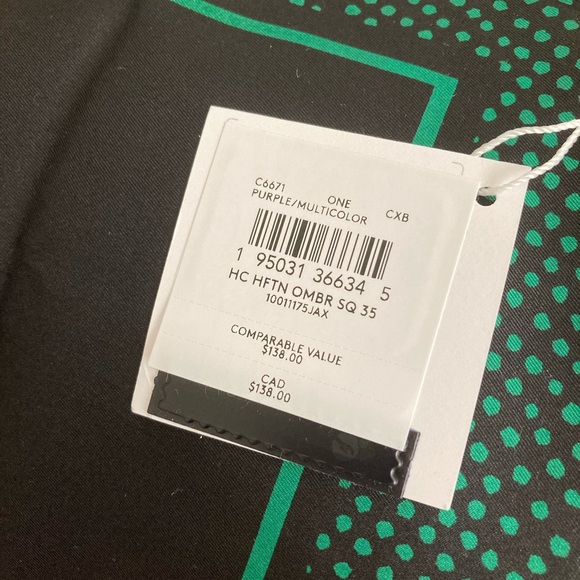 C6671 ONE CXB
PURPLE/MULTICOLOR
1 95031 36634 5
HC HFTN OMBR SQ 35
10011175JAX
COMPARABLE VALUE
$138.00
CAD
$138.00